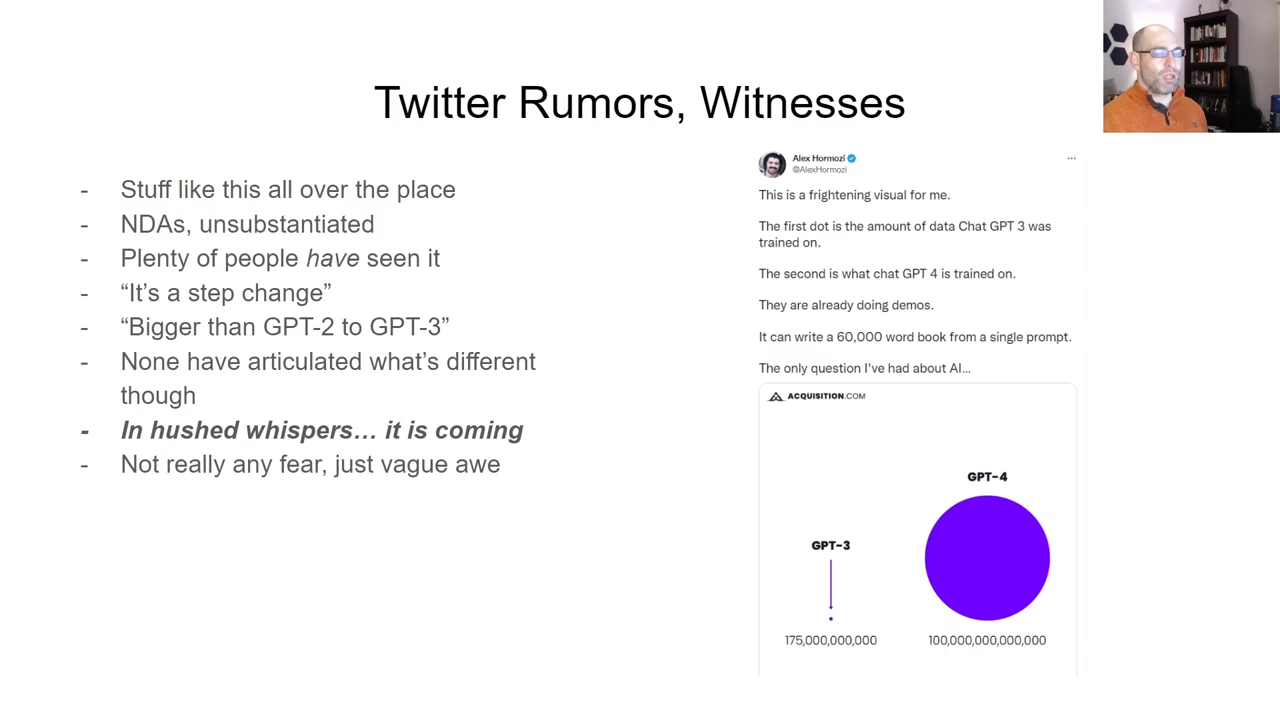 Twitter Rumors, Witnesses
- Stuff like this all over the place
- NDAs, unsubstantiated
- Plenty of people have seen it
- “It’s a step change”
- “Bigger than GPT-2 to GPT-3”
- None have articulated what’s different
though
- In hushed whispers… it is coming
- Not really any fear, just vague awe
Alex Hormozi
@AlexHormozi
This is a frightening visual for me.
The first dot is the amount of data Chat GPT 3 was
trained on.
The second is what chat GPT 4 is trained on.
They are already doing demos.
It can write a 60,000 word book from a single prompt.
The only question I've had about AI...
ACQUISITION.COM
GPT-4
GPT-3
175,000,000,000
100,000,000,000,000